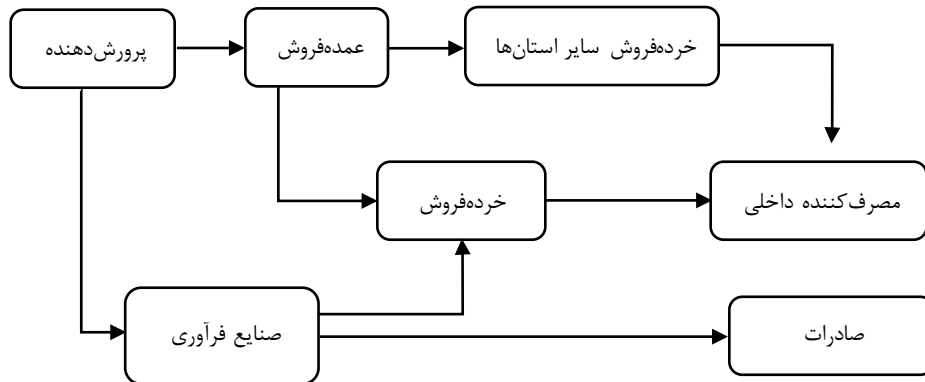 پرورش‌دهنده
عمده‌فروش
خرده‌فروش سایر استان‌ها
خرده‌فروش
مصرف‌کننده داخلی
صنایع فرآوری
صادرات